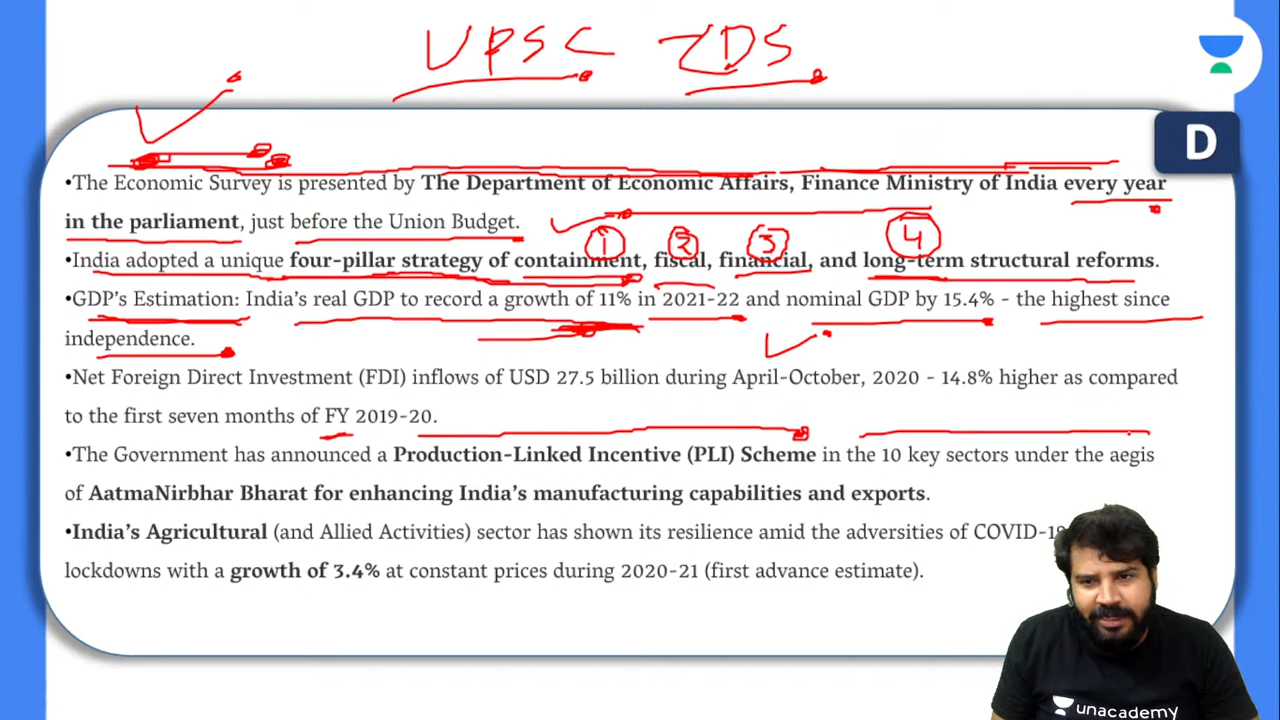 UPSC ZDS
D
•The Economic Survey is presented by The Department of Economic Affairs, Finance Ministry of India every year
in the parliament, just before the Union Budget.
1 2 3 4
•India adopted a unique four-pillar strategy of containment, fiscal, financial, and long-term structural reforms.
•GDP's Estimation: India's real GDP to record a growth of 11% in 2021-22 and nominal GDP by 15.4% - the highest since
independence.
•Net Foreign Direct Investment (FDI) inflows of USD 27.5 billion during April-October, 2020 - 14.8% higher as compared
to the first seven months of FY 2019-20.
•The Government has announced a Production-Linked Incentive (PLI) Scheme in the 10 key sectors under the aegis
of AatmaNirbhar Bharat for enhancing India's manufacturing capabilities and exports.
•India's Agricultural (and Allied Activities) sector has shown its resilience amid the adversities of COVID-19
lockdowns with a growth of 3.4% at constant prices during 2020-21 (first advance estimate).
unacademy